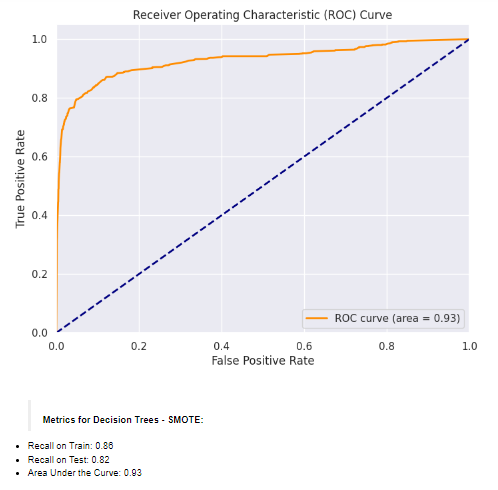 Receiver Operating Characteristic (ROC) Curve
1.0
0.8
0.6
0.4
0.2
0.0
True Positive Rate
ROC curve (area = 0.93)
0.0 0.2 0.4 0.6 0.8 1.0
False Positive Rate
Metrics for Decision Trees - SMOTE:
• Recall on Train: 0.86
• Recall on Test: 0.82
• Area Under the Curve: 0.93